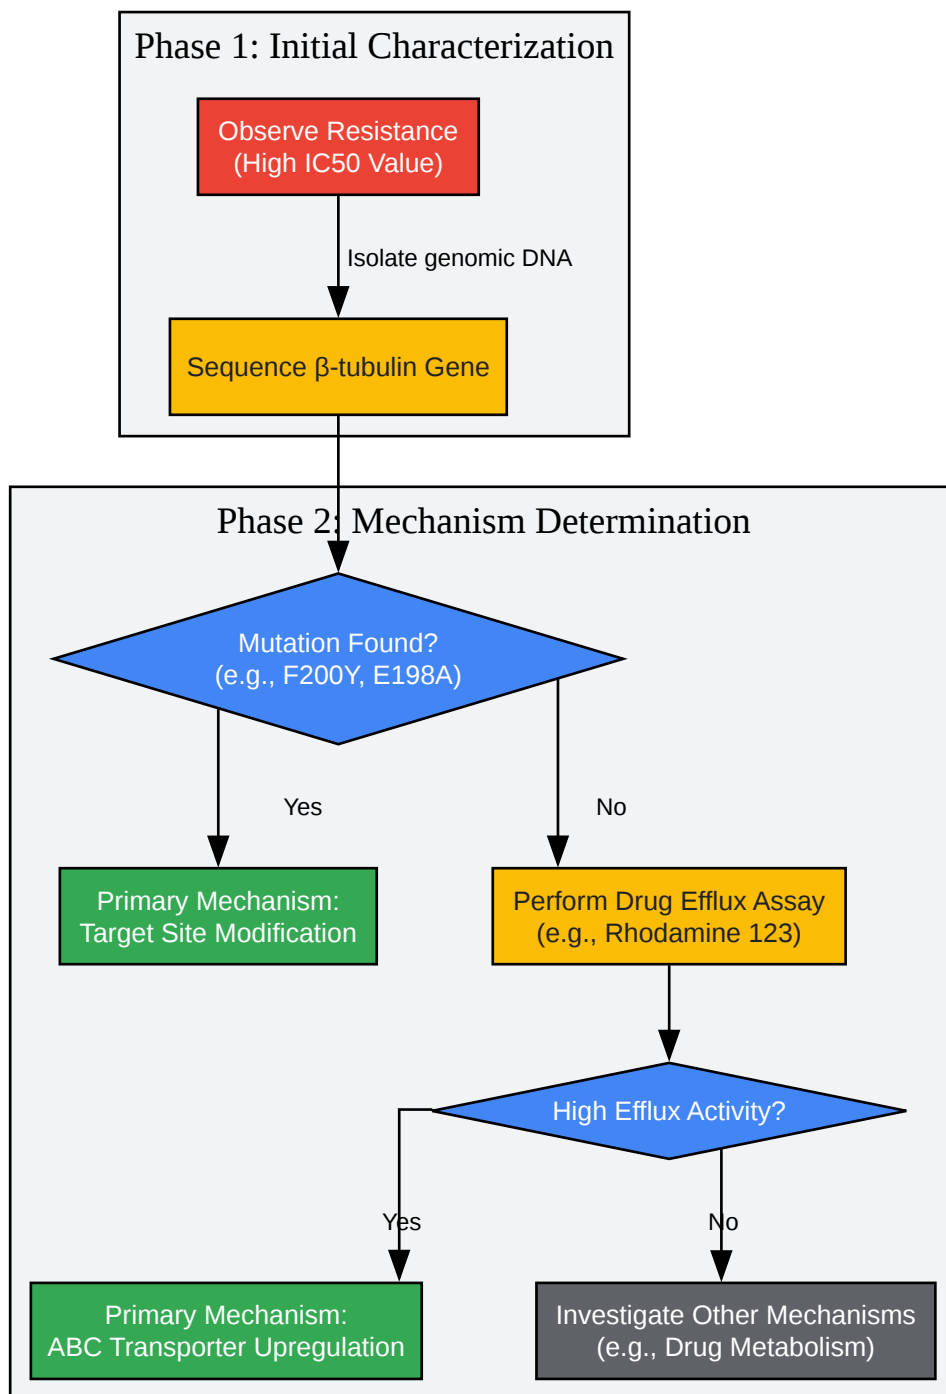 Phase 1: Initial Characterization
Observe Resistance
(High IC50 Value)
Isolate genomic DNA
Sequence β-tubulin Gene
Phase 2: Mechanism Determination
Mutation Found?
(e.g., F200Y, E198A)
Yes
No
Primary Mechanism:
Target Site Modification
Perform Drug Efflux Assay
(e.g., Rhodamine 123)
High Efflux Activity?
Yes
No
Primary Mechanism:
ABC Transporter Upregulation
Investigate Other Mechanisms
(e.g., Drug Metabolism)